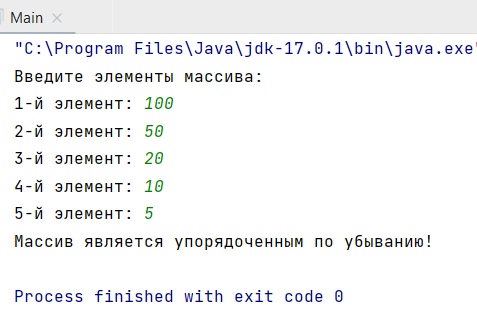 Main
"C:\Program Files\Java\jdk-17.0.1\bin\java.exe"
Введите элементы массива:
1-й элемент: 100
2-й элемент: 50
3-й элемент: 20
4-й элемент: 10
5-й элемент: 5
Массив является упорядоченным по убыванию!
Process finished with exit code 0